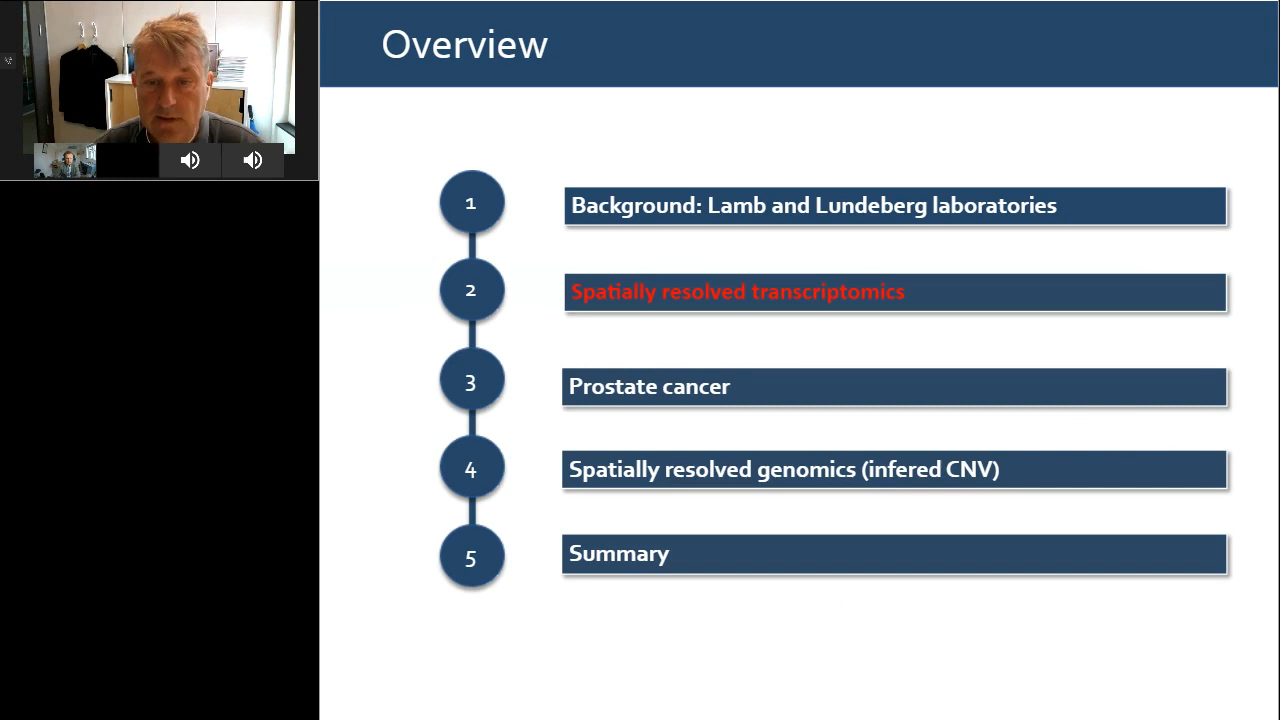 Overview
1
Background: Lamb and Lundeberg laboratories
2
Spatially resolved transcriptomics
3
Prostate cancer
4
Spatially resolved genomics (infered CNV)
5
Summary